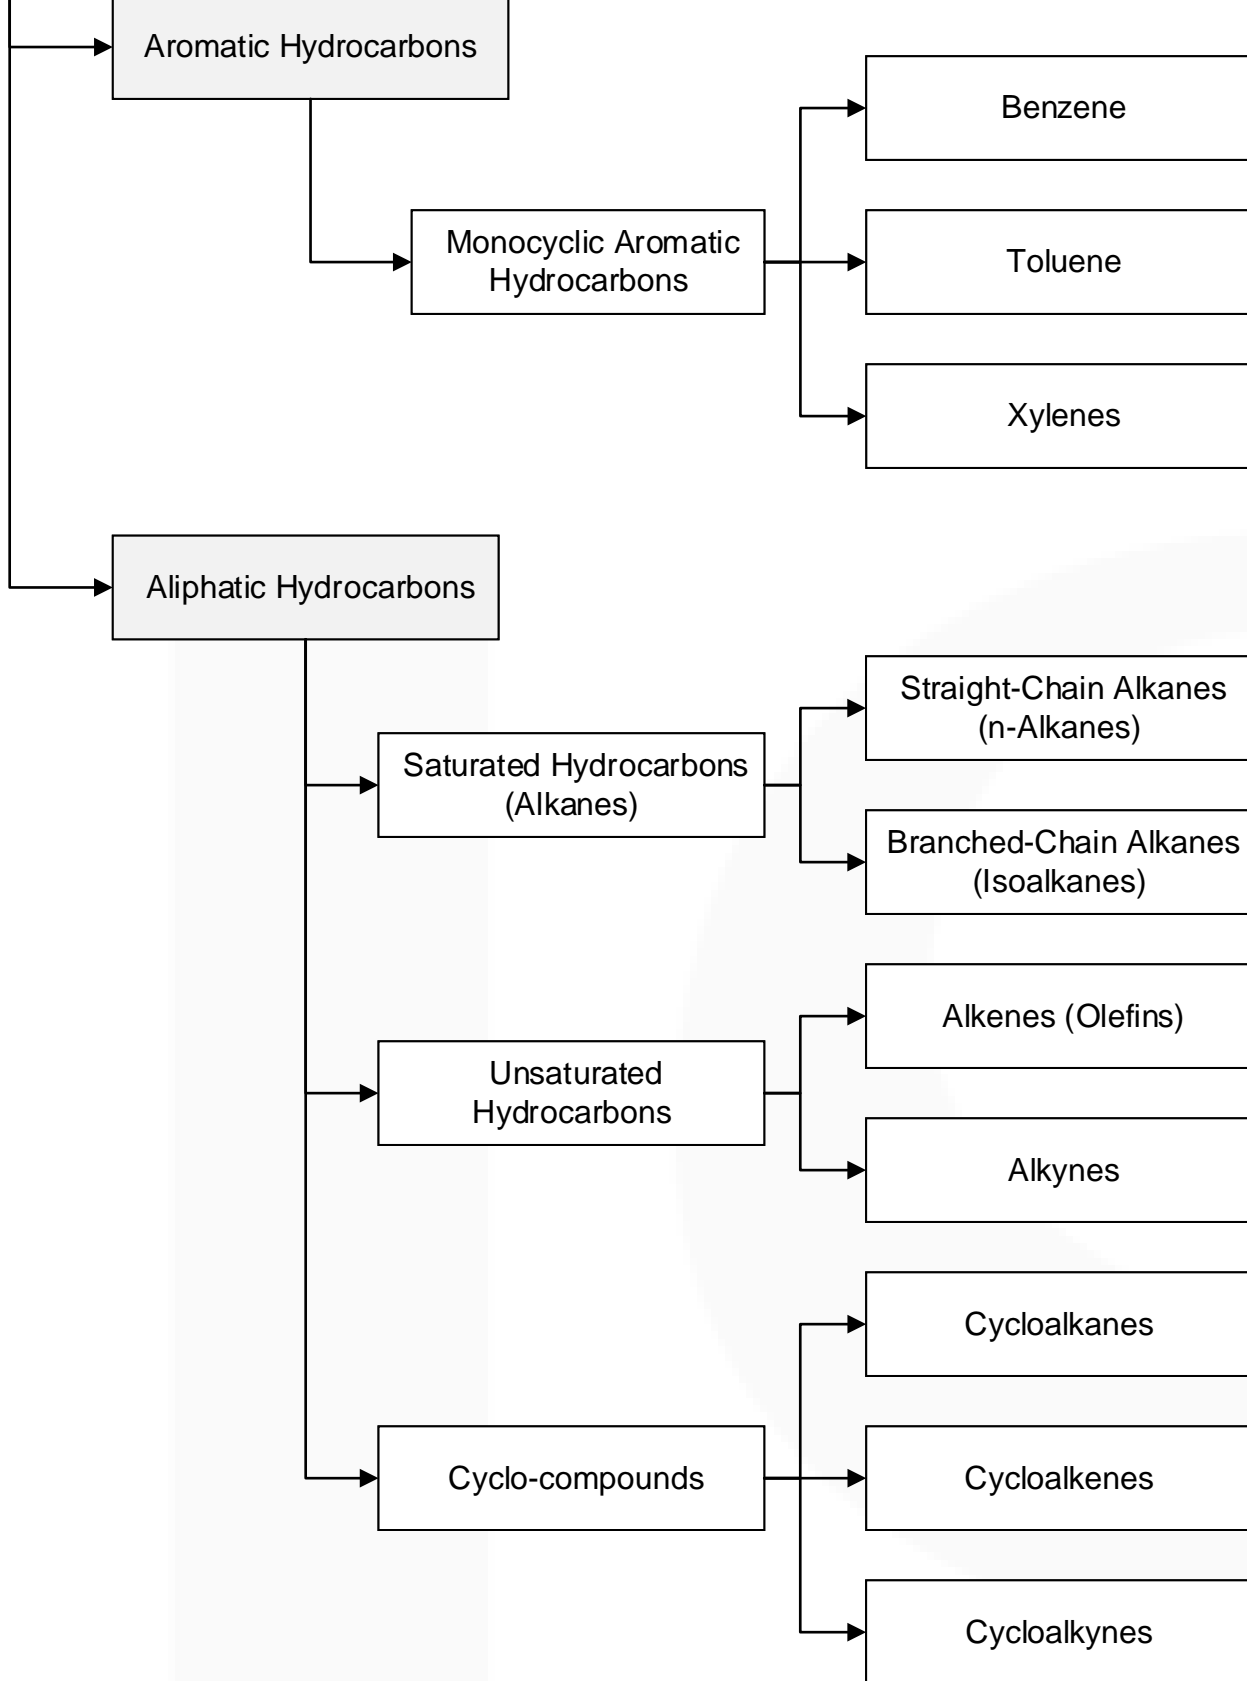 Aromatic Hydrocarbons
Benzene
Monocyclic Aromatic
Hydrocarbons
Toluene
Xylenes
Aliphatic Hydrocarbons
Straight-Chain Alkanes
(n-Alkanes)
Saturated Hydrocarbons
(Alkanes)
Branched-Chain Alkanes
(Isoalkanes)
Alkenes (Olefins)
Unsaturated
Hydrocarbons
Alkynes
Cycloalkanes
Cyclo-compounds
Cycloalkenes
Cycloalkynes